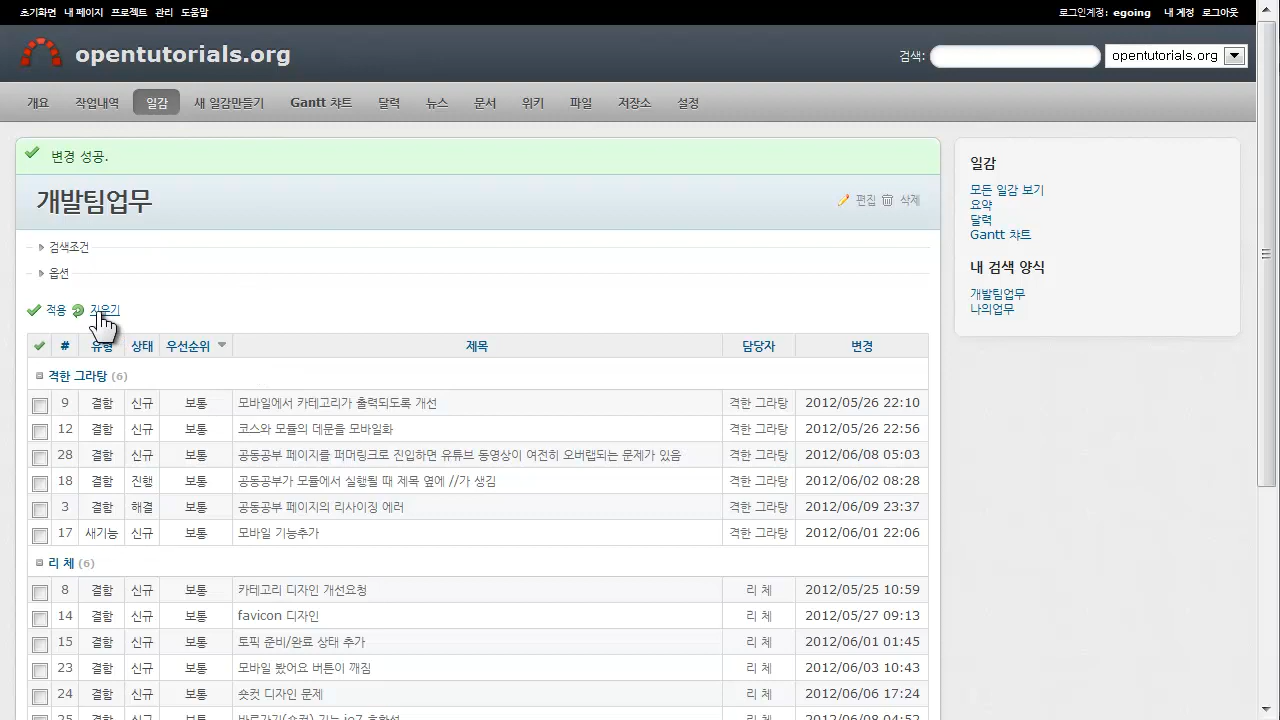 초기화면 내 페이지 프로젝트 관리 도움말 로그인계정: egoing 내 계정 로그아웃
opentutorials.org 검색: opentutorials.org
개요 작업내역 일감 새 일감만들기 Gantt 챠트 달력 뉴스 문서 위키 파일 저장소 설정
변경 성공.
개발팀업무 편집 삭제
검색조건
옵션
적용 지우기
# 유형 상태 우선순위 제목 담당자 변경
격한 그라탕 (6)
9 결함 신규 보통 모바일에서 카테고리가 출력되도록 개선 격한 그라탕 2012/05/26 22:10
12 결함 신규 보통 코스와 모듈의 대문을 모바일화 격한 그라탕 2012/05/26 22:56
28 결함 신규 보통 공동공부 페이지를 퍼머링크로 진입하면 유튜브 동영상이 여전히 오버랩되는 문제가 있음 격한 그라탕 2012/06/08 05:03
18 결함 진행 보통 공동공부가 모듈에서 실행될 때 제목 옆에 //가 생김 격한 그라탕 2012/06/02 08:28
3 결함 해결 보통 공동공부 페이지의 리사이징 에러 격한 그라탕 2012/06/09 23:37
17 새기능 신규 보통 모바일 기능추가 격한 그라탕 2012/06/01 22:06
리 체 (6)
8 결함 신규 보통 카테고리 디자인 개선요청 리 체 2012/05/25 10:59
14 결함 신규 보통 favicon 디자인 리 체 2012/05/27 09:13
15 결함 신규 보통 토픽 준비/완료 상태 추가 리 체 2012/06/01 01:45
23 결함 신규 보통 모바일 봤어요 버튼이 깨짐 리 체 2012/06/03 10:43
24 결함 신규 보통 숏컷 디자인 문제 리 체 2012/06/06 17:24
일감
모든 일감 보기
요약
달력
Gantt 챠트
내 검색 양식
개발팀업무
나의업무